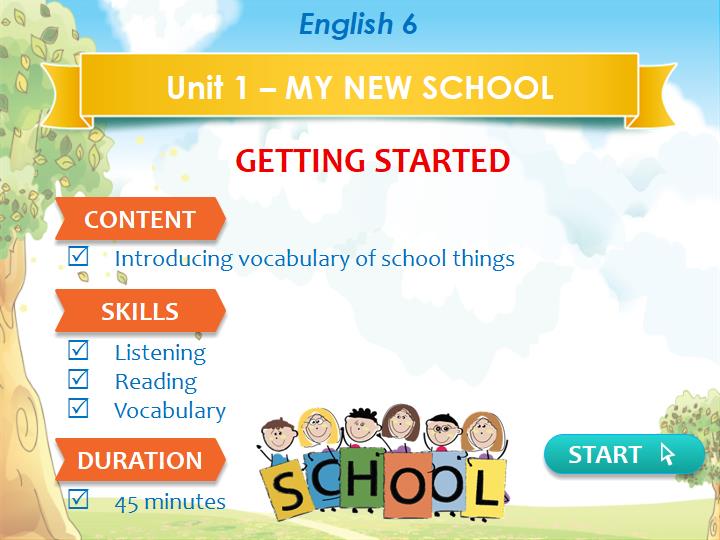 English 6
Unit 1 – MY NEW SCHOOL
GETTING STARTED
CONTENT
Introducing vocabulary of school things
SKILLS
Listening
Reading
Vocabulary
DURATION
45 minutes
SCHOOL
START